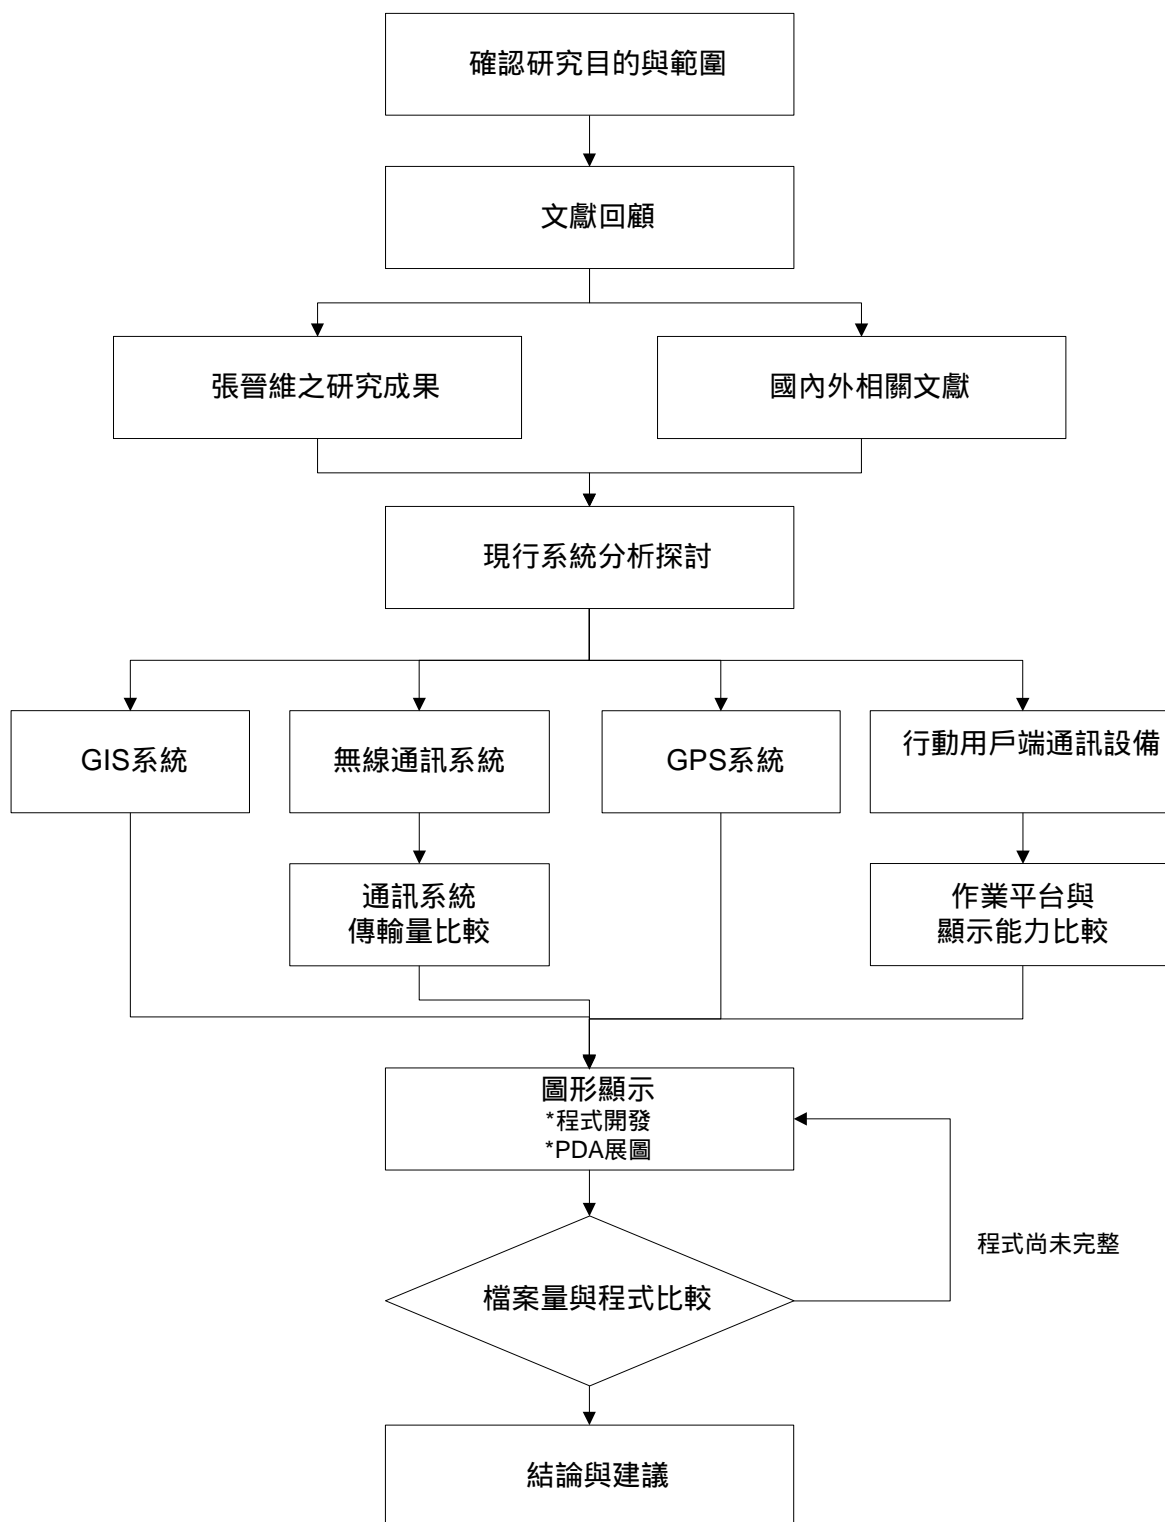 確認研究目的與範圍
文獻回顧
張晉維之研究成果
國內外相關文獻
現行系統分析探討
GIS系統
無線通訊系統
GPS系統
行動用戶端通訊設備
通訊系統
傳輸量比較
作業平台與
顯示能力比較
圖形顯示
*程式開發
*PDA展圖
程式尚未完整
檔案量與程式比較
結論與建議